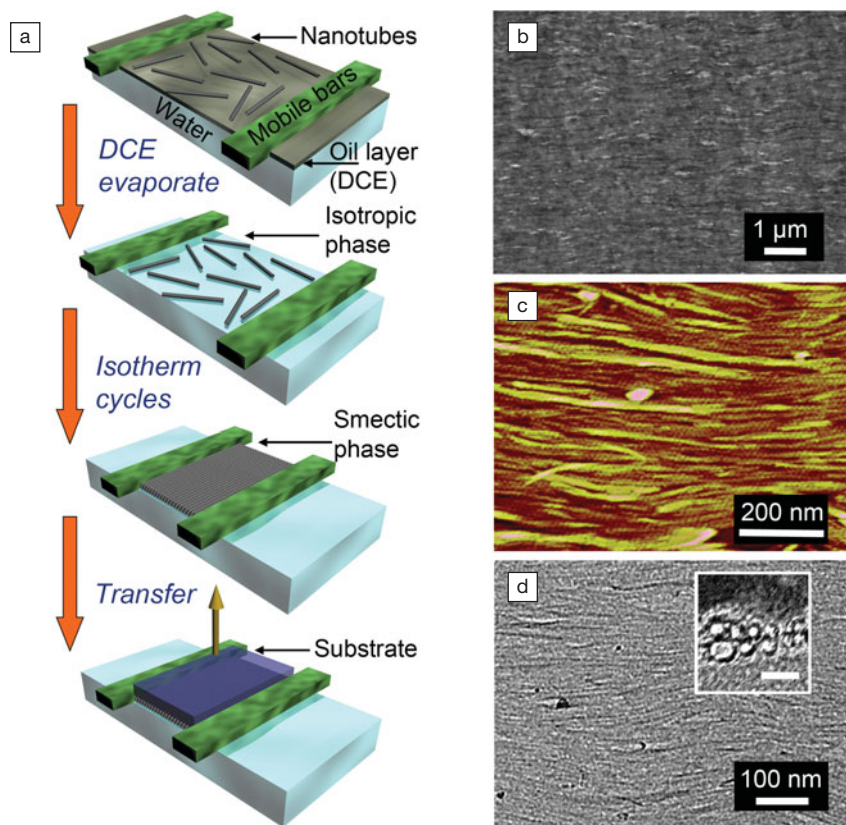 a
Nanotubes
Water
Mobile bars
DCE
evaporate
Oil layer
(DCE)
Isotropic
phase
Isotherm
cycles
Smectic
phase
Transfer
Substrate
b
1 µm
c
200 nm
d
100 nm